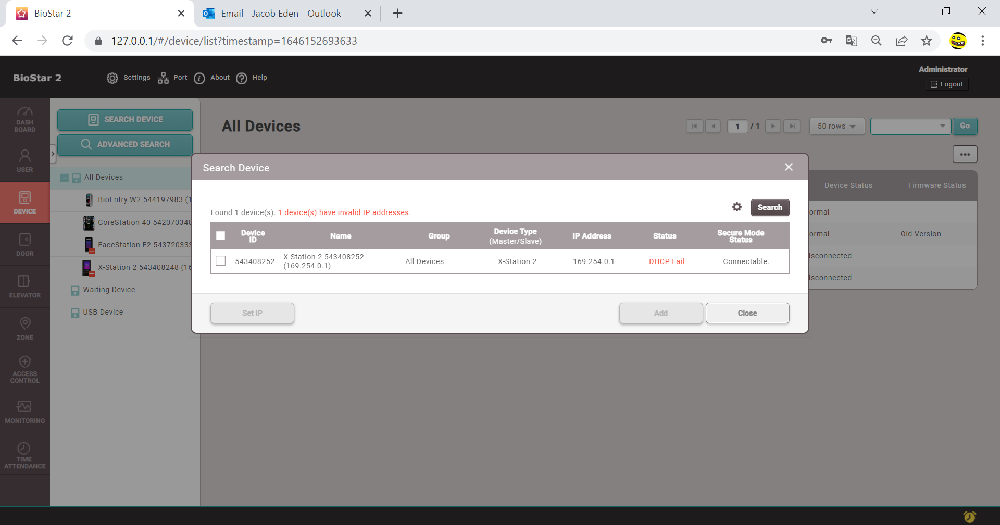 BioStar 2
Email - Jacob Eden - Outlook
127.0.0.1/#/device/list?timestamp=1646152693633
BioStar 2
Settings
Port
About
Help
Administrator
Logout
DASH
BOARD
USER
DEVICE
DOOR
ELEVATOR
ZONE
ACCESS
CONTROL
MONITORING
TIME
ATTENDANCE
SEARCH DEVICE
ADVANCED SEARCH
All Devices
BioEntry W2 544197983 (1
CoreStation 40 542070348
FaceStation F2 543720333
X-Station 2 543408248 (16
Waiting Device
USB Device
All Devices
1 / 1
50 rows
Go
Device Status
Firmware Status
ormal
ormal
Old Version
isconnected
isconnected
Search Device
Found 1 device(s). 1 device(s) have invalid IP addresses.
Search
Device
ID
Name
Group
Device Type
(Master/Slave)
IP Address
Status
Secure Mode
Status
543408252
X-Station 2 543408252
(169.254.0.1)
All Devices
X-Station 2
169.254.0.1
DHCP Fail
Connectable.
Set IP
Add
Close